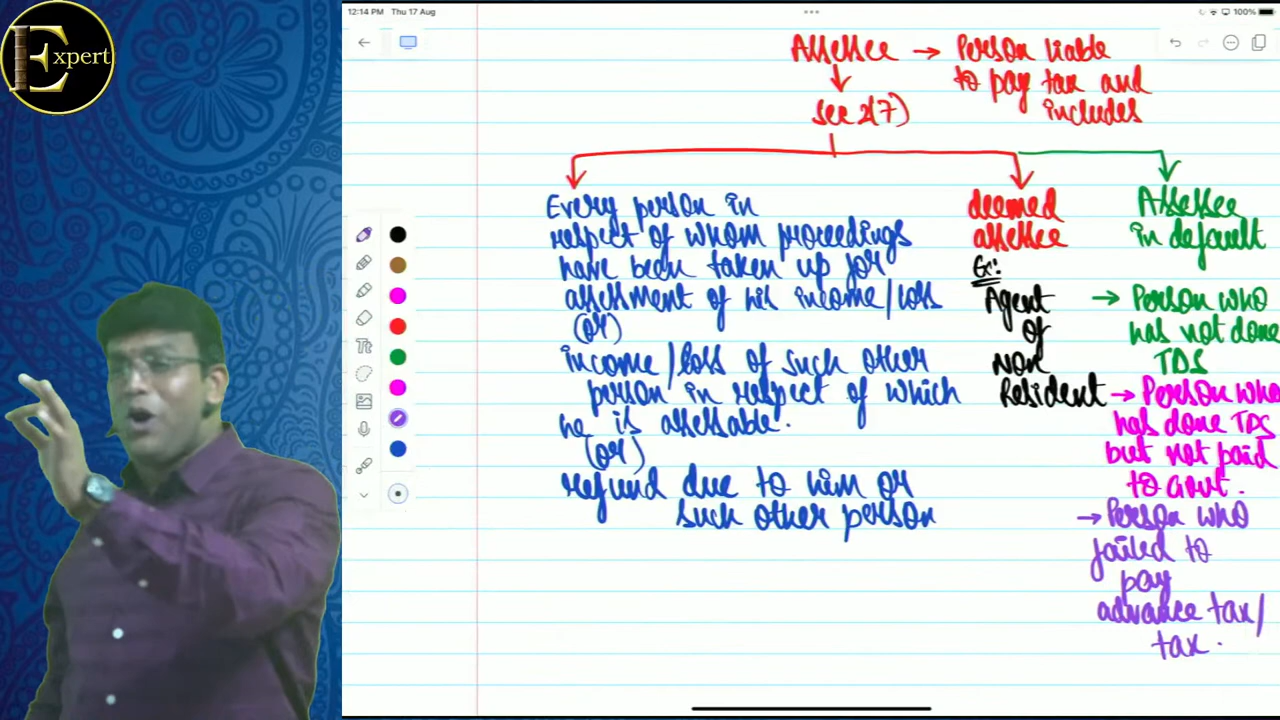 Expert
12:14 PM Thu 17 Aug
100%
Assessee → Person liable
to pay tax and
includes
sec 2(7)
Every person in
respect of whom proceedings
have been taken up for
assessment of his income/loss
(or)
income/loss of such other
person in respect of which
he is assessable.
(or)
refund due to him or
such other person
deemed
assessee
Ex:
Agent
of
Non
Resident
Assessee
in default
→ Person who
has not done
TDS
→ Person who
has done TDS
but not paid
to Govt.
→ Person who
failed to
pay
advance tax/
tax.
Tt